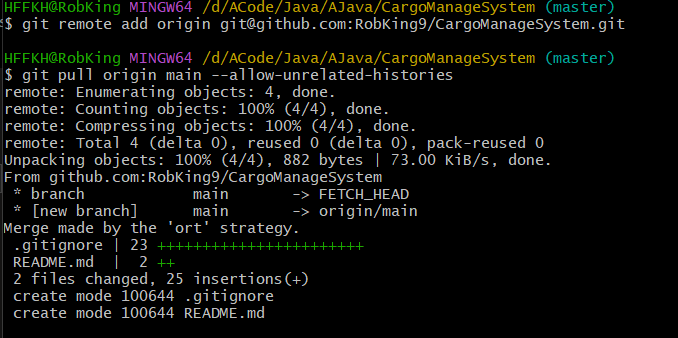 HFFKH@RobKing MINGW64 /d/ACode/Java/AJava/CargoManageSystem (master)
$ git remote add origin git@github.com:RobKing9/CargoManageSystem.git
HFFKH@RobKing MINGW64 /d/ACode/Java/AJava/CargoManageSystem (master)
$ git pull origin main --allow-unrelated-histories
remote: Enumerating objects: 4, done.
remote: Counting objects: 100% (4/4), done.
remote: Compressing objects: 100% (4/4), done.
remote: Total 4 (delta 0), reused 0 (delta 0), pack-reused 0
Unpacking objects: 100% (4/4), 882 bytes | 73.00 KiB/s, done.
From github.com:RobKing9/CargoManageSystem
 * branch            main       -> FETCH_HEAD
 * [new branch]      main       -> origin/main
Merge made by the 'ort' strategy.
 .gitignore | 23 +++++++++++++++++++++++
 README.md  |  2 ++
 2 files changed, 25 insertions(+)
 create mode 100644 .gitignore
 create mode 100644 README.md